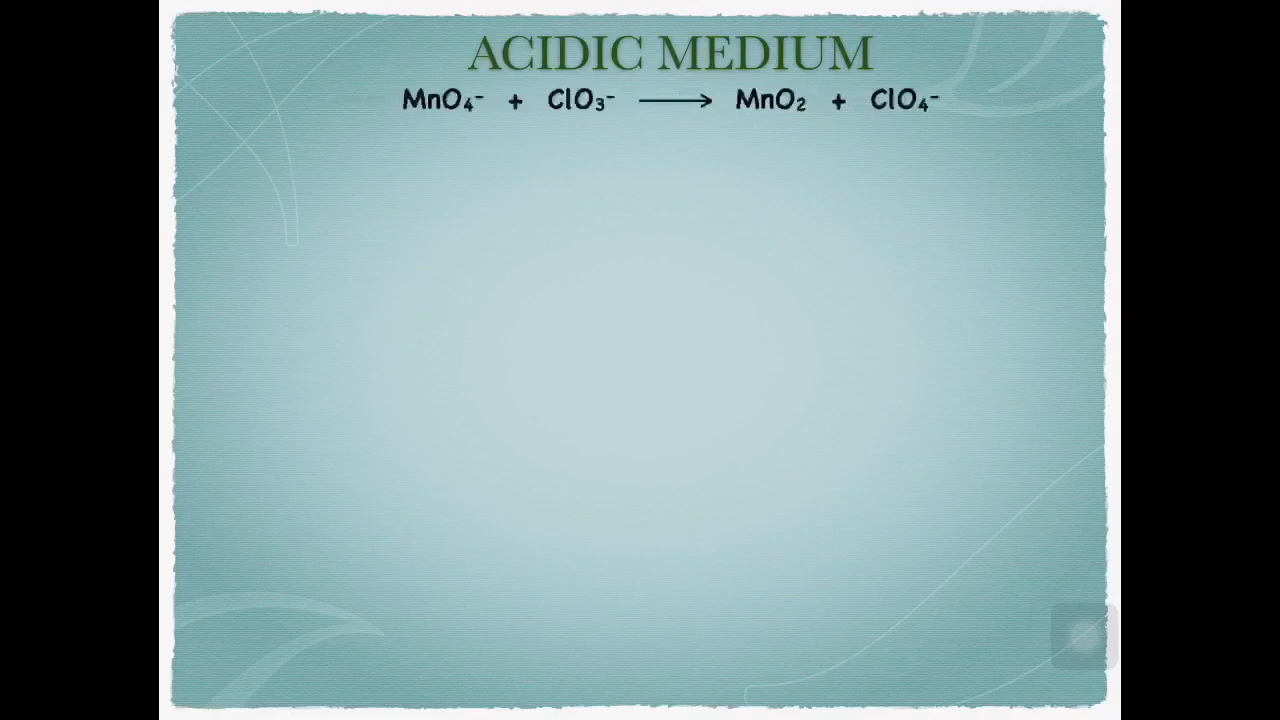 ACIDIC MEDIUM
MnO₄⁻ + ClO₃⁻ ⟶ MnO₂ + ClO₄⁻